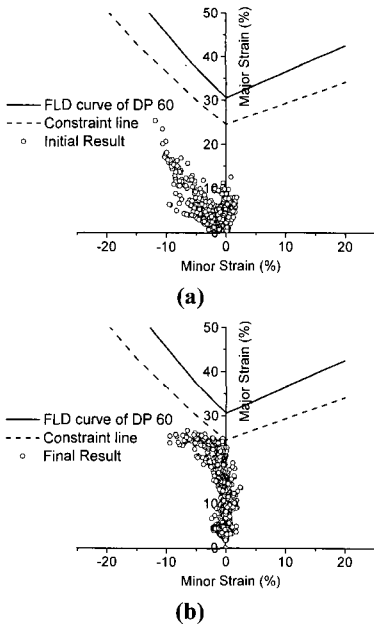 50
40
30
20
10
0
Major Strain (%)
FLD curve of DP 60
Constraint line
Initial Result
-20 -10 0 10 20
Minor Strain (%)
(a)
50
40
30
20
10
0
Major Strain (%)
FLD curve of DP 60
Constraint line
Final Result
-20 -10 0 10 20
Minor Strain (%)
(b)